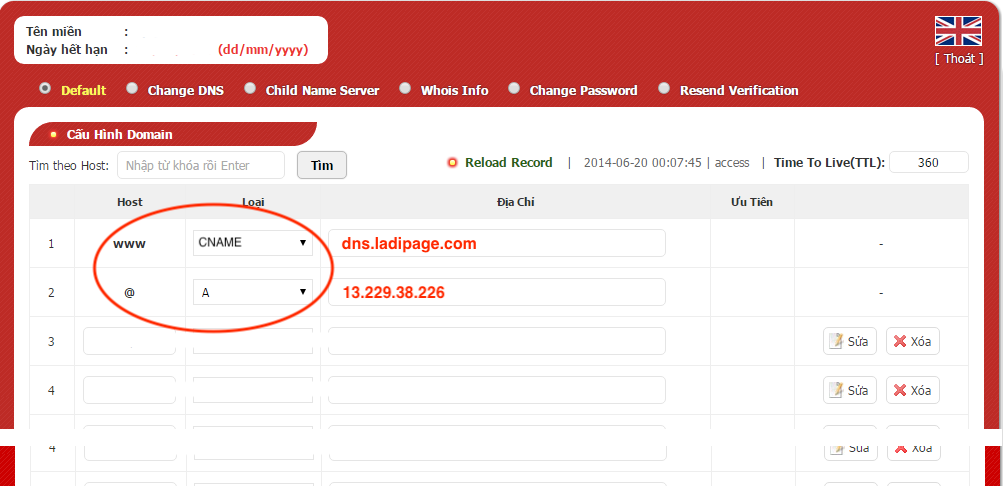 Tên miền :
Ngày hết hạn : (dd/mm/yyyy)
[ Thoát ]
Default Change DNS Child Name Server Whois Info Change Password Resend Verification
Cấu Hình Domain
Tìm theo Host: Nhập từ khóa rồi Enter Tìm Reload Record | 2014-06-20 00:07:45 | access | Time To Live(TTL): 360
Host Loại Địa Chỉ Ưu Tiên
1 www CNAME dns.ladipage.com -
2 @ A 13.229.38.226 -
3 Sửa Xóa
4 Sửa Xóa
4 Sửa Xóa